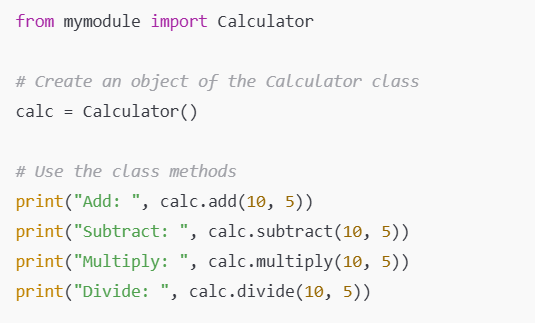 from mymodule import Calculator
# Create an object of the Calculator class
calc = Calculator()
# Use the class methods
print("Add: ", calc.add(10, 5))
print("Subtract: ", calc.subtract(10, 5))
print("Multiply: ", calc.multiply(10, 5))
print("Divide: ", calc.divide(10, 5))